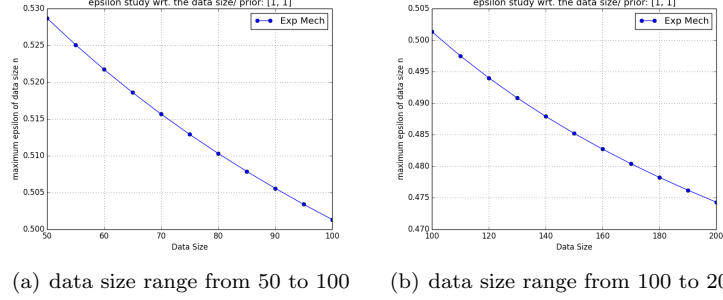 epsilon study wrt. the data size/ prior: [1, 1]
Exp Mech
maximum epsilon of data size n
0.530
0.525
0.520
0.515
0.510
0.505
0.500
50 60 70 80 90 100
Data Size
(a) data size range from 50 to 100
epsilon study wrt. the data size/ prior: [1, 1]
Exp Mech
maximum epsilon of data size n
0.505
0.500
0.495
0.490
0.485
0.480
0.475
0.470
100 120 140 160 180 200
Data Size
(b) data size range from 100 to 20